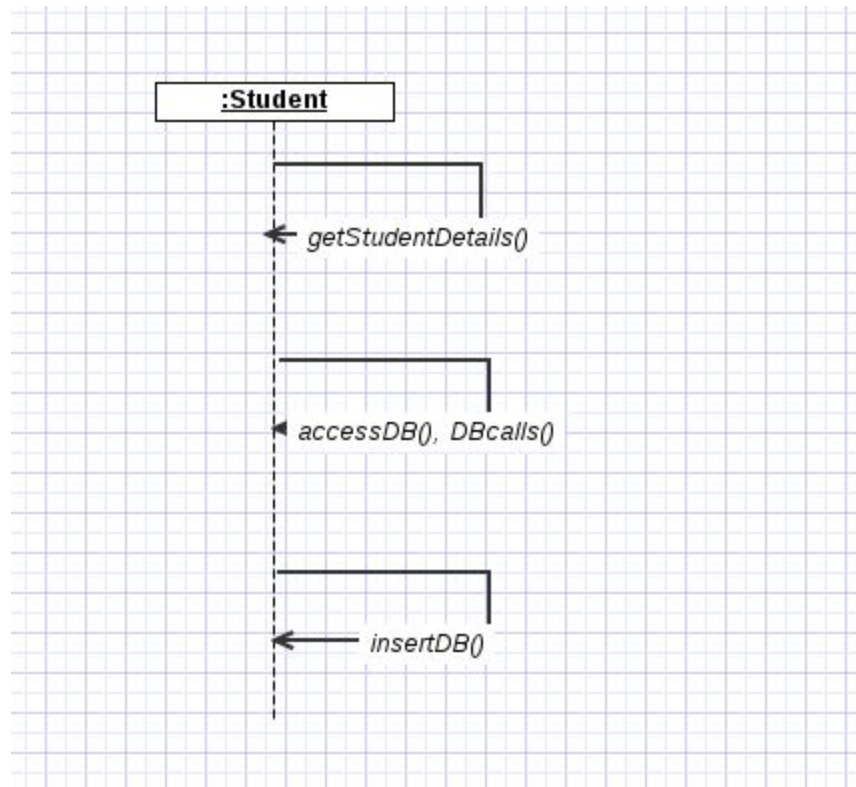 :Student
getStudentDetails()
accessDB(), DBcalls()
insertDB()